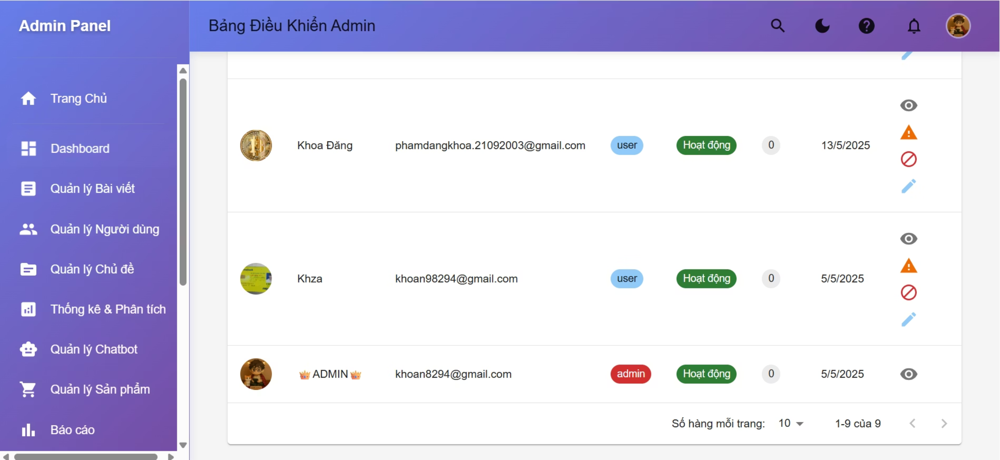 Admin Panel
Bảng Điều Khiển Admin
Trang Chủ
Dashboard
Quản lý Bài viết
Quản lý Người dùng
Quản lý Chủ đề
Thống kê & Phân tích
Quản lý Chatbot
Quản lý Sản phẩm
Báo cáo
Khoa Đăng phamdangkhoa.21092003@gmail.com user Hoạt động 0 13/5/2025
Khza khoan98294@gmail.com user Hoạt động 0 5/5/2025
👑ADMIN👑 khoan8294@gmail.com admin Hoạt động 0 5/5/2025
Số hàng mỗi trang: 10 1-9 của 9